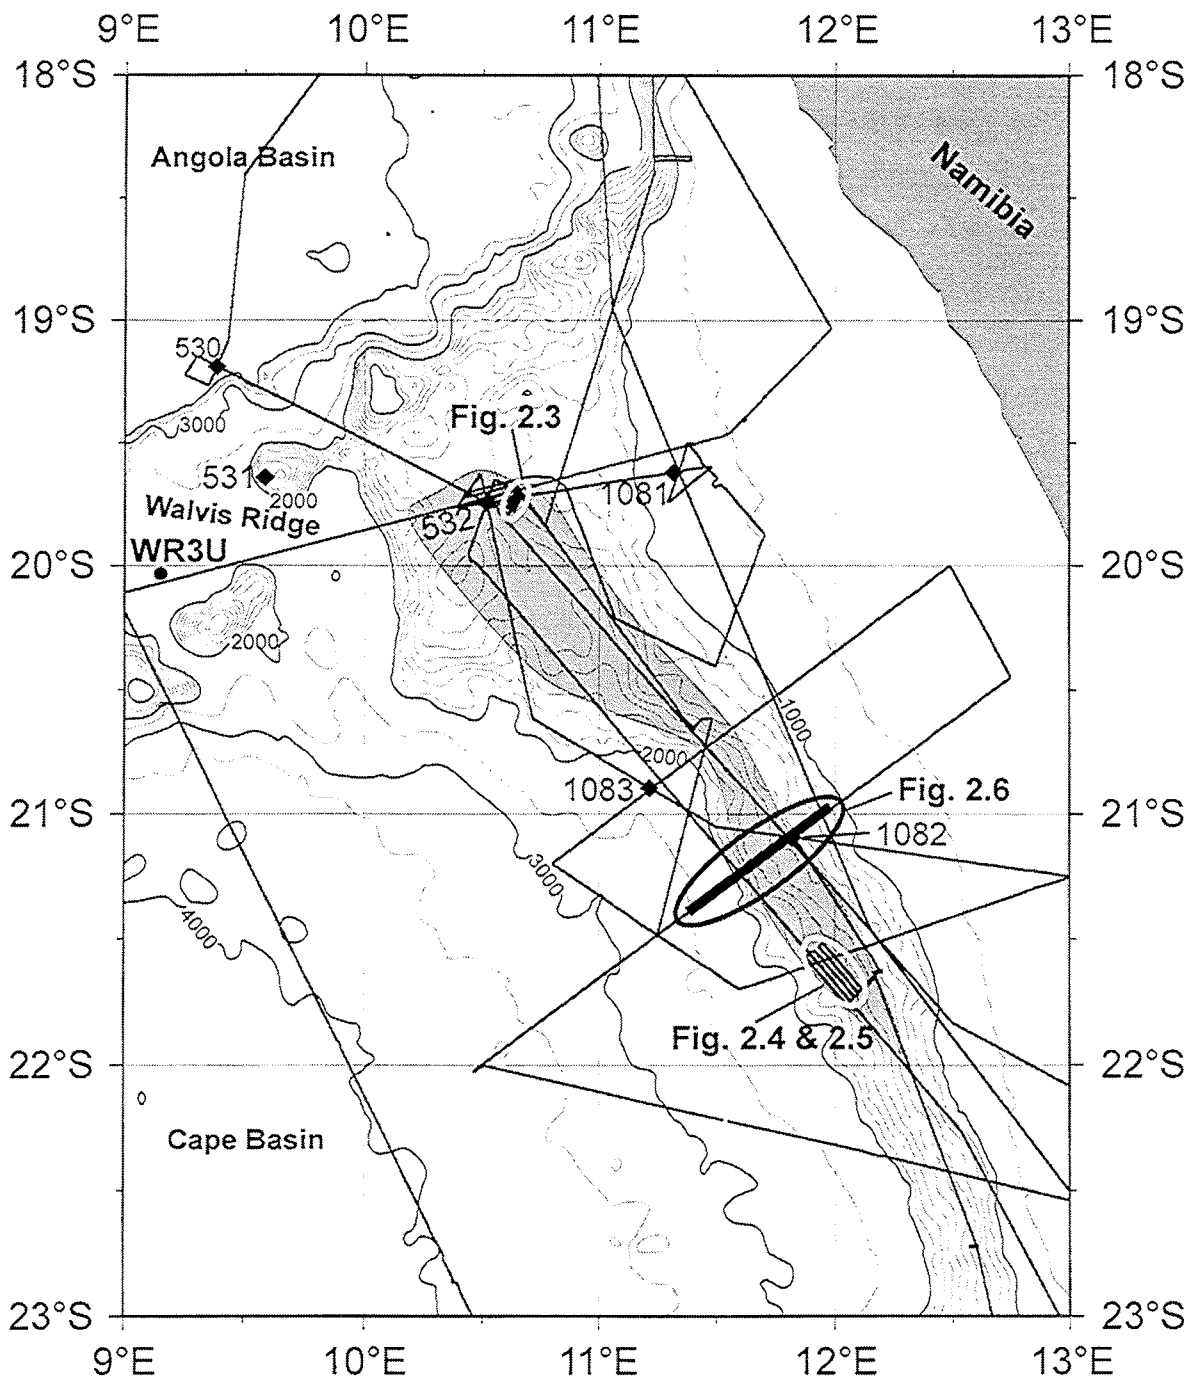 9°E 10°E 11°E 12°E 13°E
18°S 18°S
Angola Basin
Namibia
19°S 19°S
530
3000
Fig. 2.3
531
2000
1081
Walvis Ridge
532
WR3U
20°S 20°S
2000
1000
2000
1083
Fig. 2.6
21°S 21°S
1082
3000
4000
Fig. 2.4 & 2.5
22°S 22°S
Cape Basin
23°S 23°S
9°E 10°E 11°E 12°E 13°E